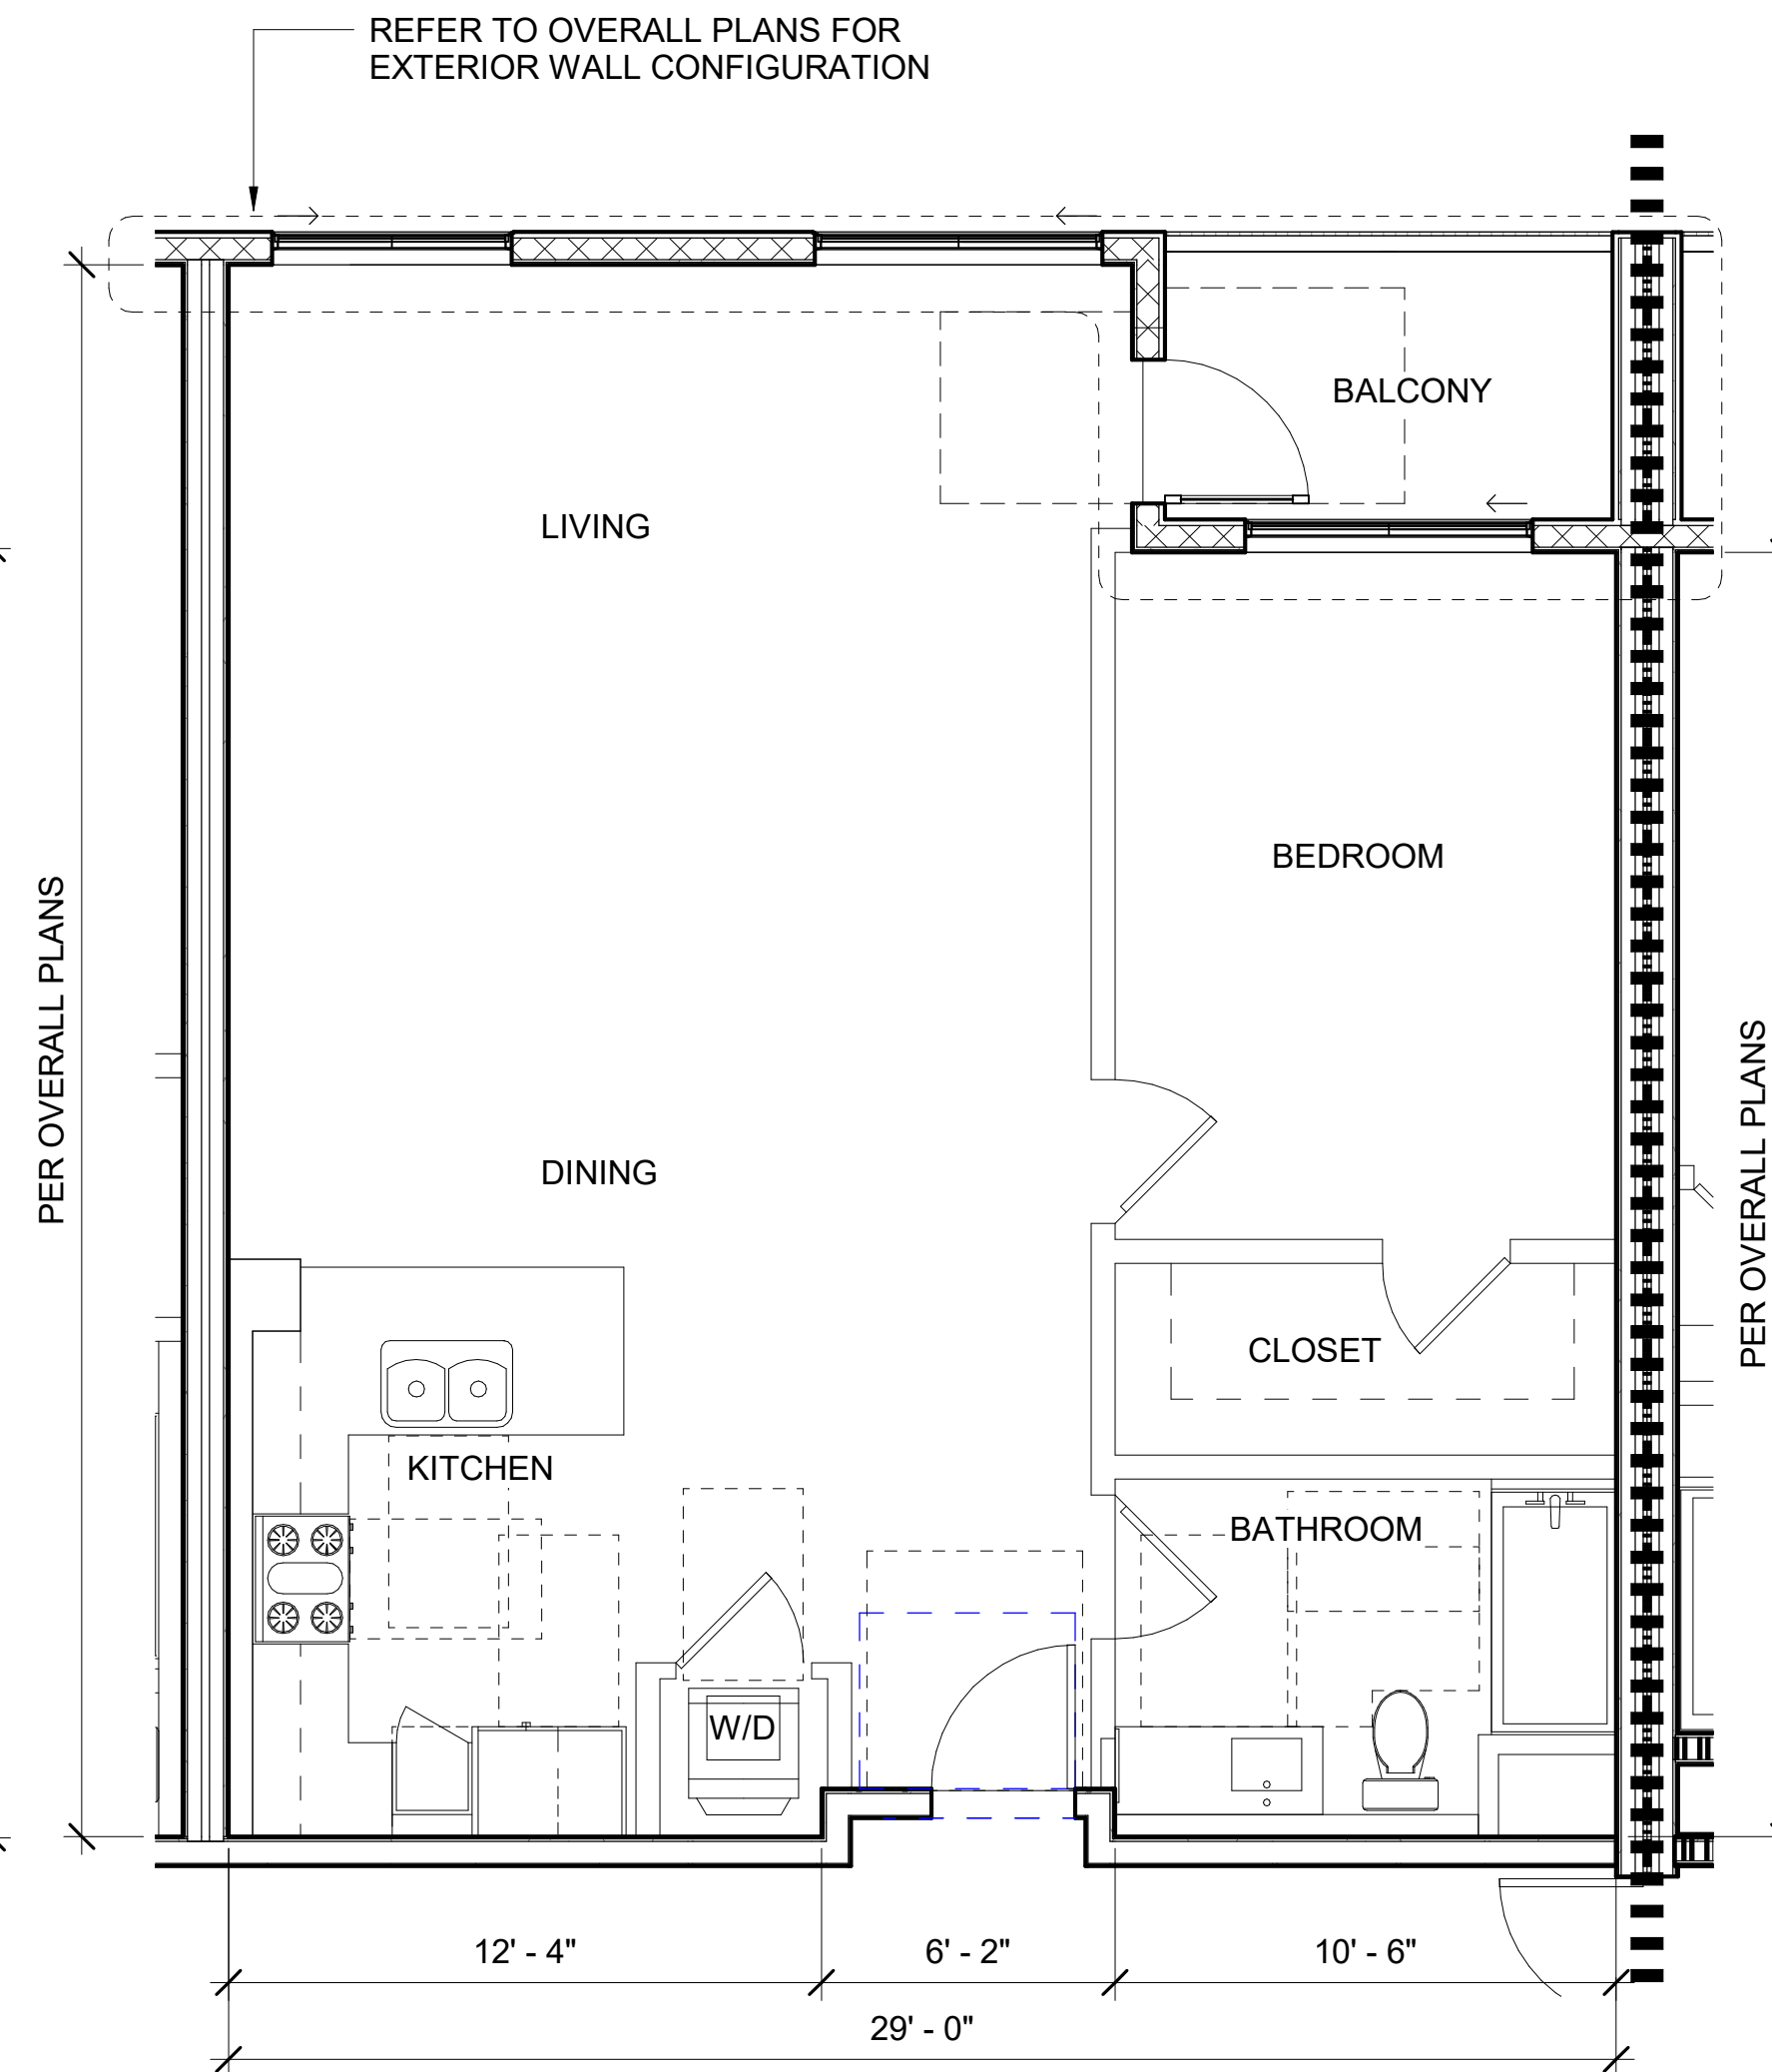 REFER TO OVERALL PLANS FOR
EXTERIOR WALL CONFIGURATION
BALCONY
LIVING
BEDROOM
PER OVERALL PLANS
PER OVERALL PLANS
DINING
CLOSET
KITCHEN
BATHROOM
W/D
12' - 4"
6' - 2"
10' - 6"
29' - 0"